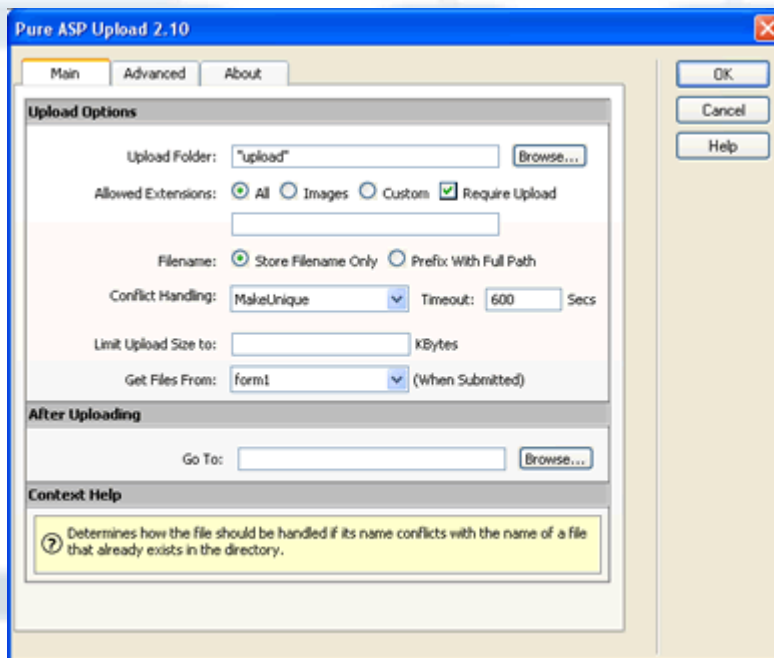 Pure ASP Upload 2.10
Main Advanced About
OK
Cancel
Help
Upload Options
Upload Folder: "upload" Browse...
Allowed Extensions: All Images Custom Require Upload
Filename: Store Filename Only Prefix With Full Path
Conflict Handling: MakeUnique Timeout: 600 Secs
Limit Upload Size to: KBytes
Get Files From: form1 (When Submitted)
After Uploading
Go To: Browse...
Context Help
Determines how the file should be handled if its name conflicts with the name of a file
that already exists in the directory.